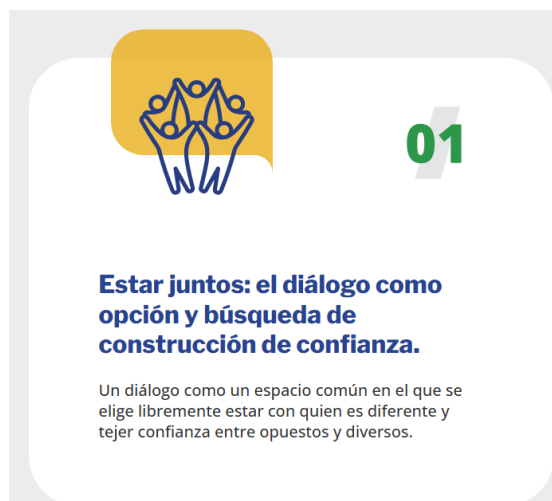 01
Estar juntos: el diálogo como
opción y búsqueda de
construcción de confianza.
Un diálogo como un espacio común en el que se
elige libremente estar con quien es diferente y
tejer confianza entre opuestos y diversos.